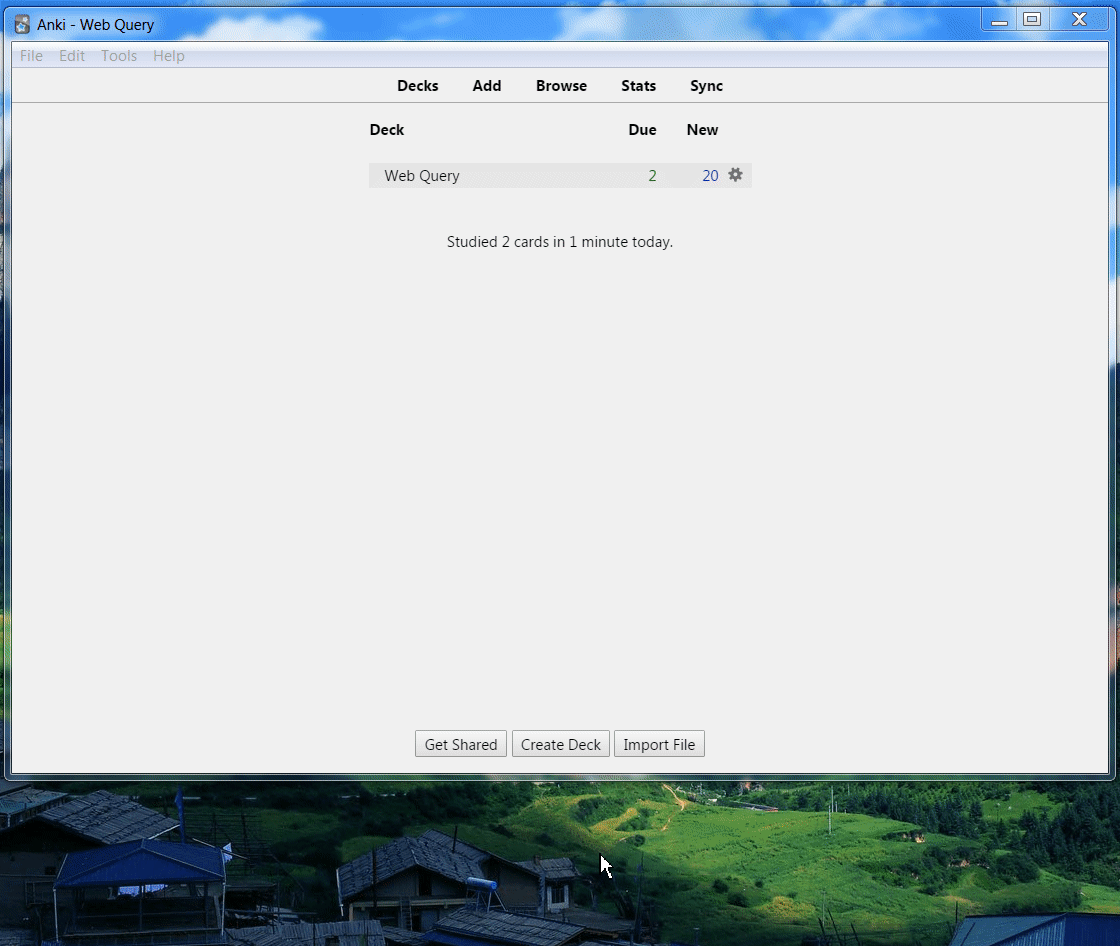 Anki - Web Query
File Edit Tools Help
Decks Add Browse Stats Sync
Deck Due New
Web Query 2 20
Studied 2 cards in 1 minute today.
Get Shared Create Deck Import File